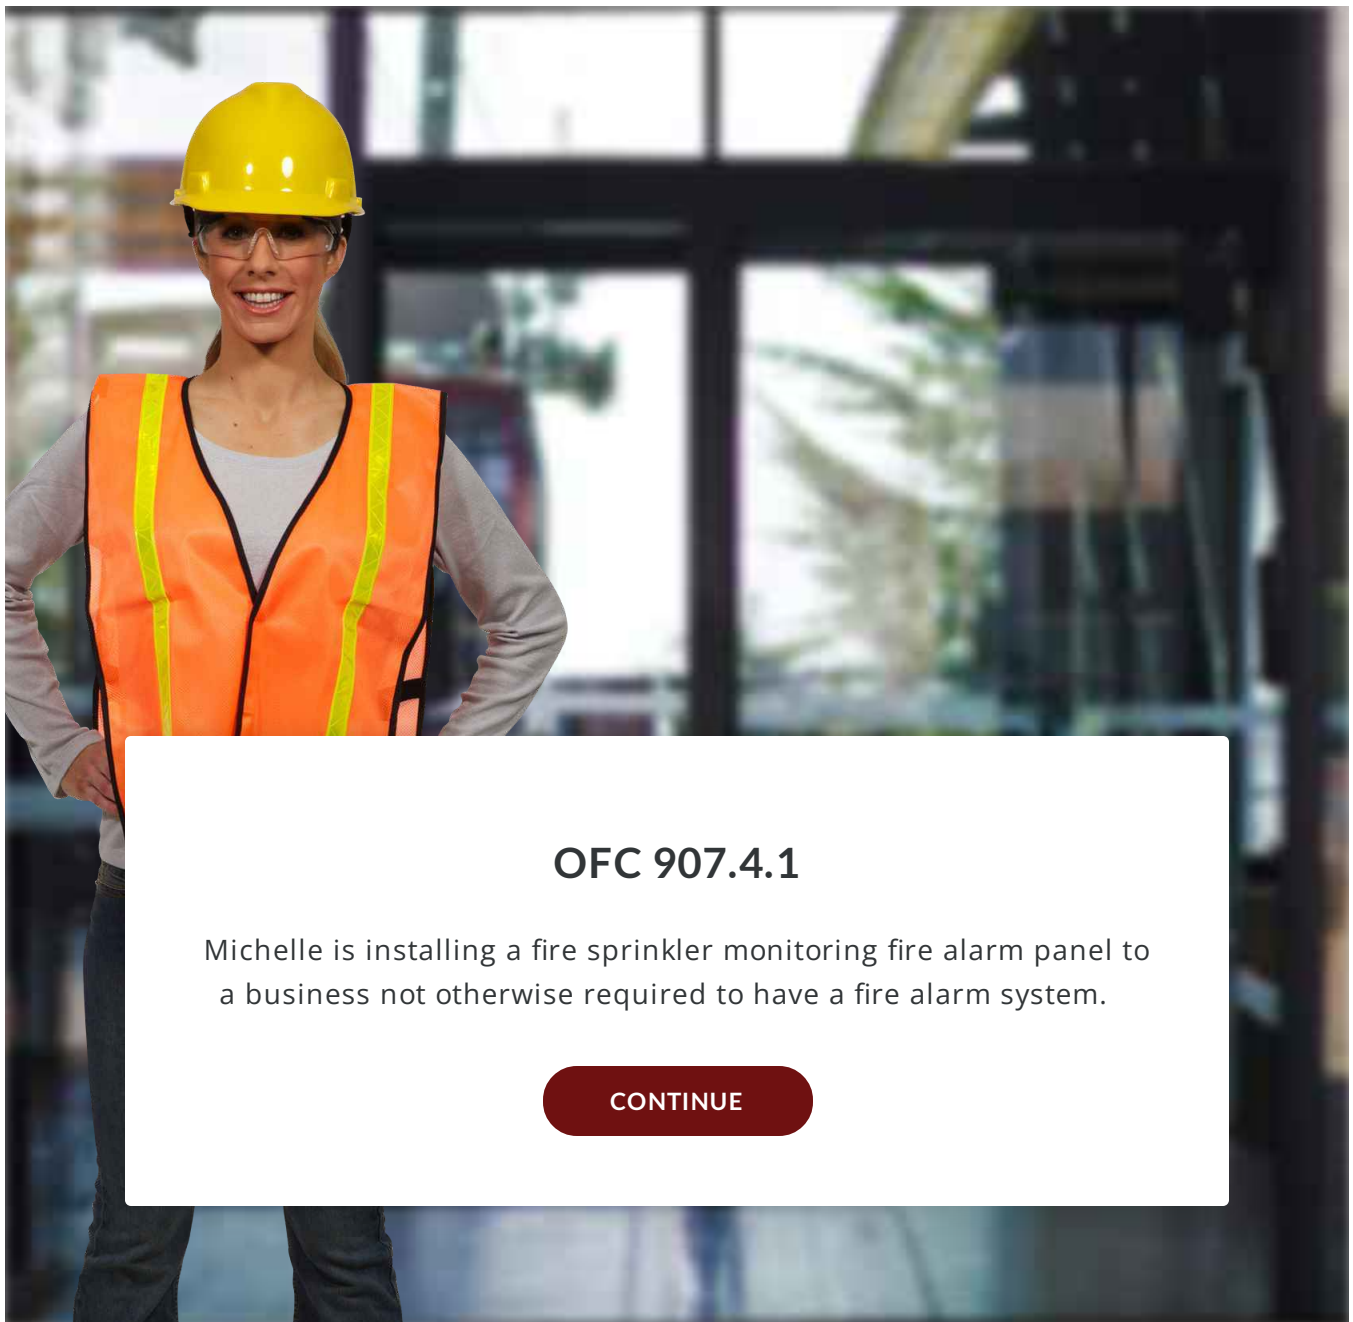 OFC 907.4.1
Michelle is installing a fire sprinkler monitoring fire alarm panel to
a business not otherwise required to have a fire alarm system.
CONTINUE